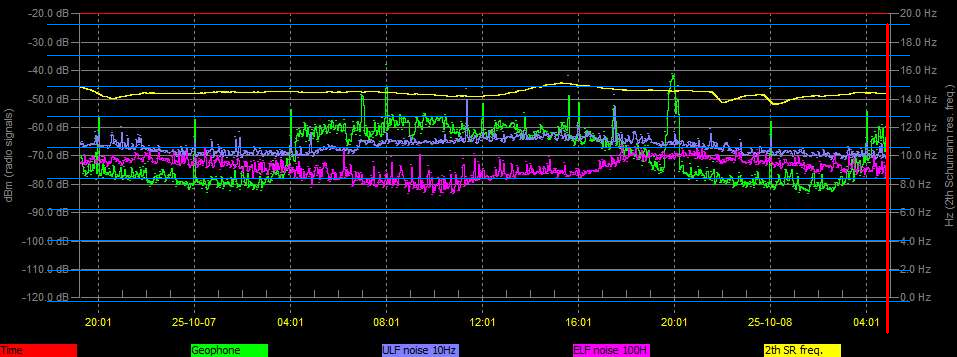 -20.0 dB 20.0 Hz
-30.0 dB 18.0 Hz
-40.0 dB 16.0 Hz
-50.0 dB 14.0 Hz
-60.0 dB 12.0 Hz
-70.0 dB 10.0 Hz
-80.0 dB 8.0 Hz
-90.0 dB 6.0 Hz
-100.0 dB 4.0 Hz
-110.0 dB 2.0 Hz
-120.0 dB 0.0 Hz
dBm (radio signals)
Hz (2th Schumann res. freq.)
20:01 25-10-07 04:01 08:01 12:01 16:01 20:01 25-10-08 04:01
Time Geophone ULF noise 10Hz ELF noise 100H 2th SR freq.